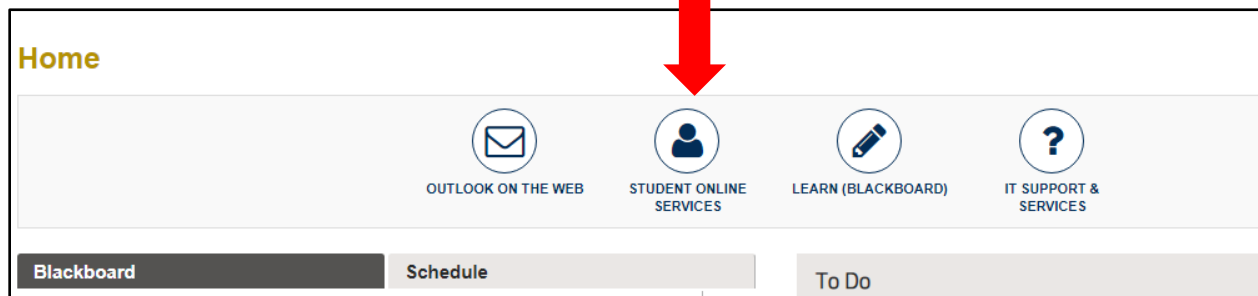 Home
OUTLOOK ON THE WEB
STUDENT ONLINE
SERVICES
LEARN (BLACKBOARD)
IT SUPPORT &
SERVICES
Blackboard
Schedule
To Do